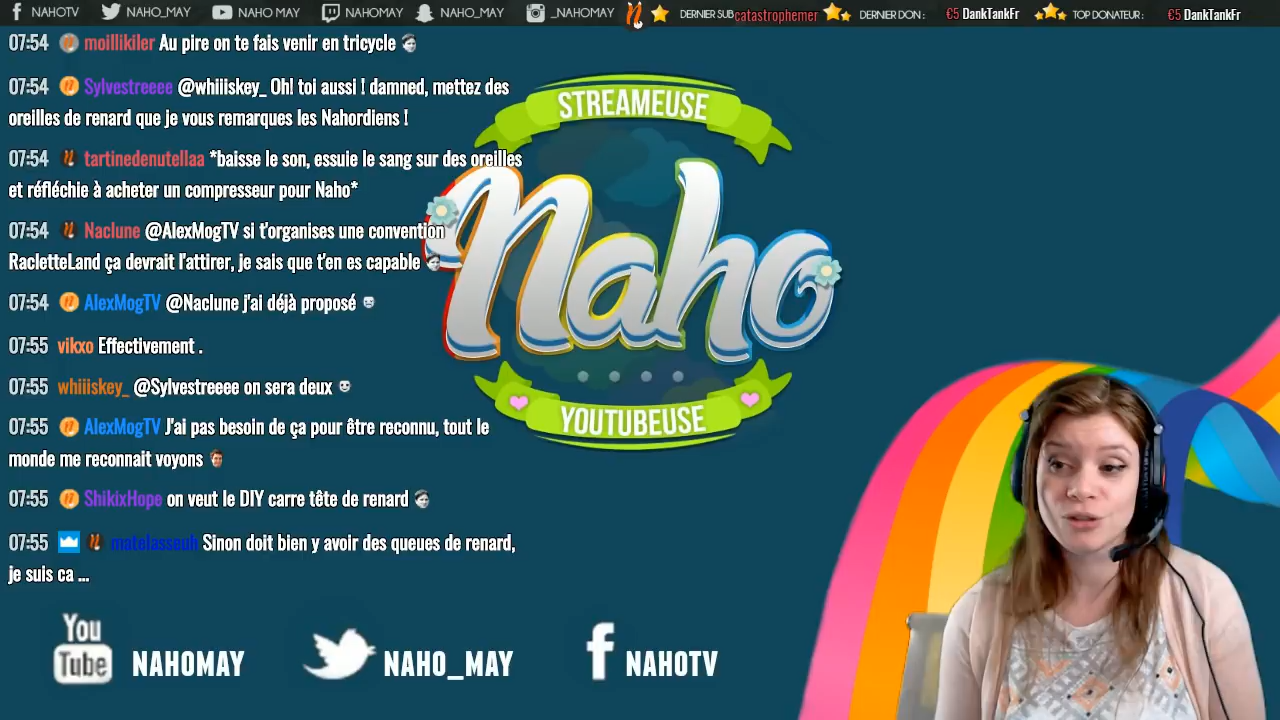 NAHOTV NAHO_MAY NAHO MAY NAHOMAY NAHO_MAY _NAHOMAY DERNIER SUB catastrophemer DERNIER DON : €5 DankTankFr TOP DONATEUR : €5 DankTankFr
07:54 moillikiler Au pire on te fais venir en tricycle
07:54 Sylvestreeee @whiiiskey_ Oh! toi aussi ! damned, mettez des
oreilles de renard que je vous remarques les Nahordiens !
07:54 tartinedenutellaa *baisse le son, essuie le sang sur des oreilles
et réfléchie à acheter un compresseur pour Naho*
07:54 Naclune @AlexMogTV si t'organises une convention
RacletteLand ça devrait l'attirer, je sais que t'en es capable
07:54 AlexMogTV @Naclune j'ai déjà proposé
07:55 vikxo Effectivement .
07:55 whiiiskey_ @Sylvestreeee on sera deux
07:55 AlexMogTV J'ai pas besoin de ça pour être reconnu, tout le
monde me reconnait voyons
07:55 ShikixHope on veut le DIY carre tête de renard
07:55 matelasseuh Sinon doit bien y avoir des queues de renard,
je suis ca ...
STREAMEUSE
Naho
YOUTUBEUSE
You
Tube NAHOMAY NAHO_MAY NAHOTV